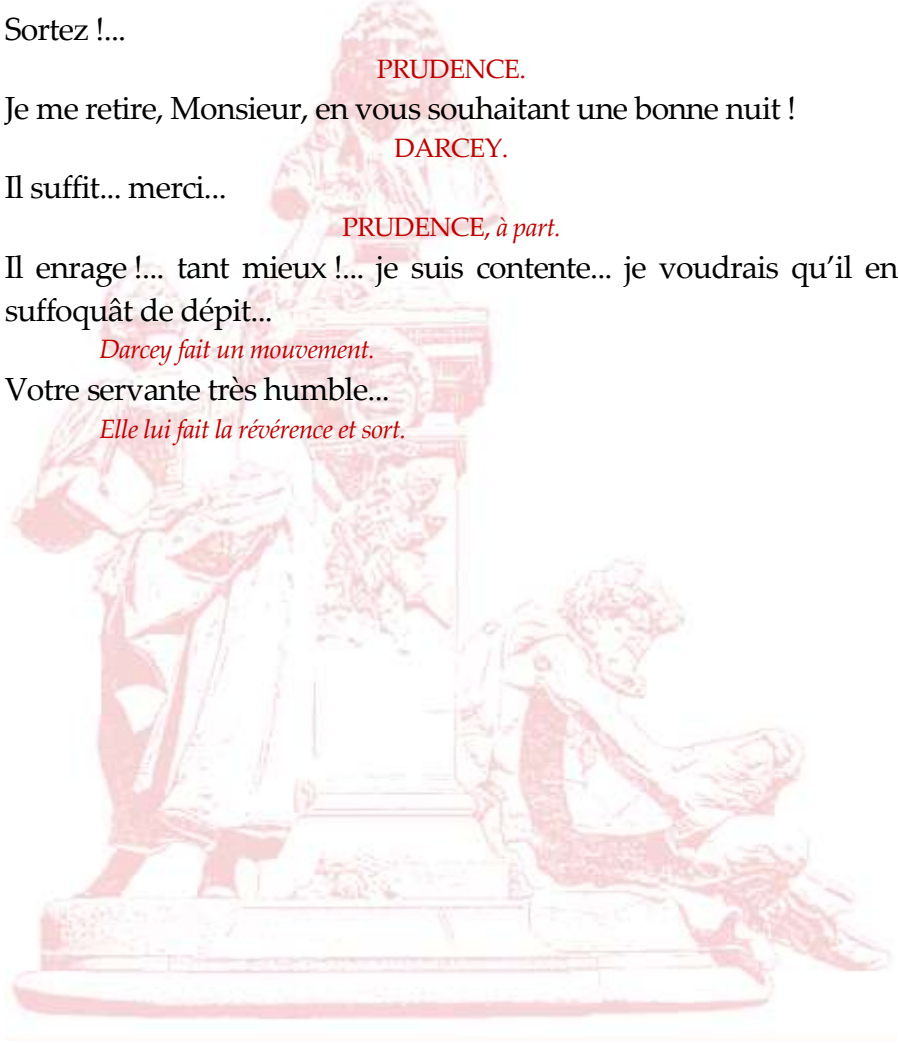 Sortez !...
PRUDENCE.
Je me retire, Monsieur, en vous souhaitant une bonne nuit !
DARCEY.
Il suffit... merci...
PRUDENCE, à part.
Il enrage !... tant mieux !... je suis contente... je voudrais qu’il en
suffoquât de dépit...
Darcey fait un mouvement.
Votre servante très humble...
Elle lui fait la révérence et sort.